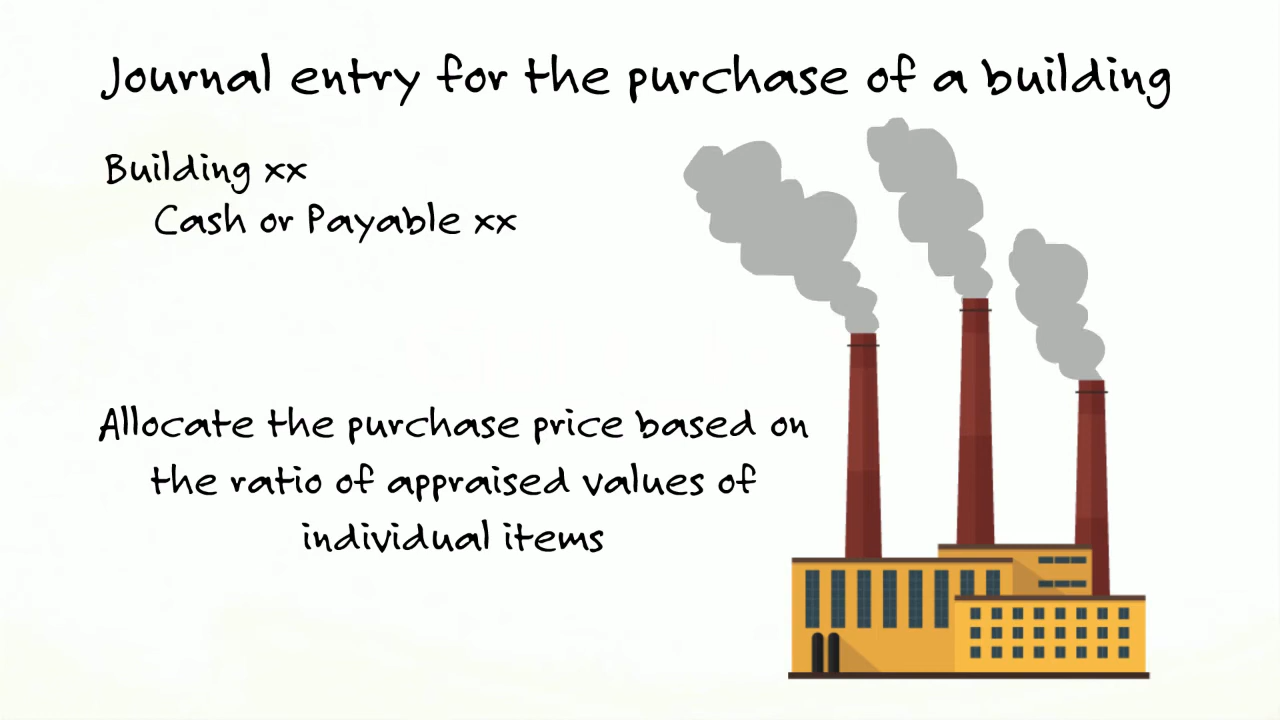 Journal entry for the purchase of a building
Building xx
Cash or Payable xx
Allocate the purchase price based on
the ratio of appraised values of
individual items